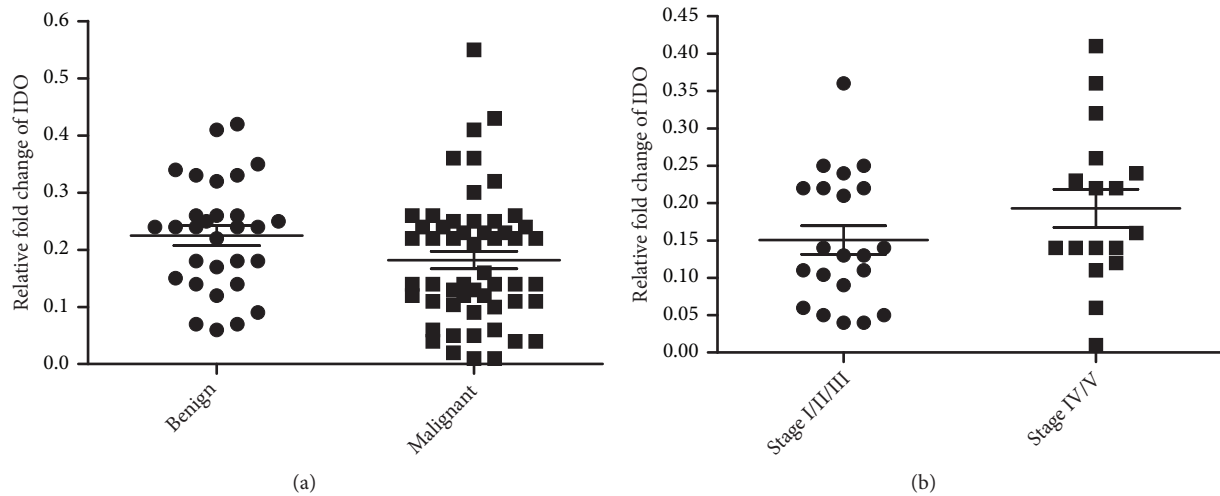 Relative fold change of IDO
0.6
0.5
0.4
0.3
0.2
0.1
0.0
Benign
Malignant
(a)
Relative fold change of IDO
0.45
0.40
0.35
0.30
0.25
0.20
0.15
0.10
0.05
0.00
Stage I/II/III
Stage IV/V
(b)